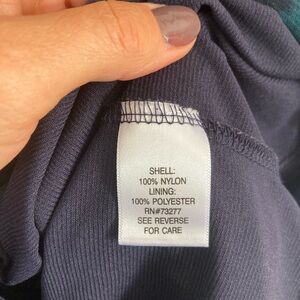 SHELL:
100% NYLON
LINING:
100% POLYESTER
RN#73277
SEE REVERSE
FOR CARE